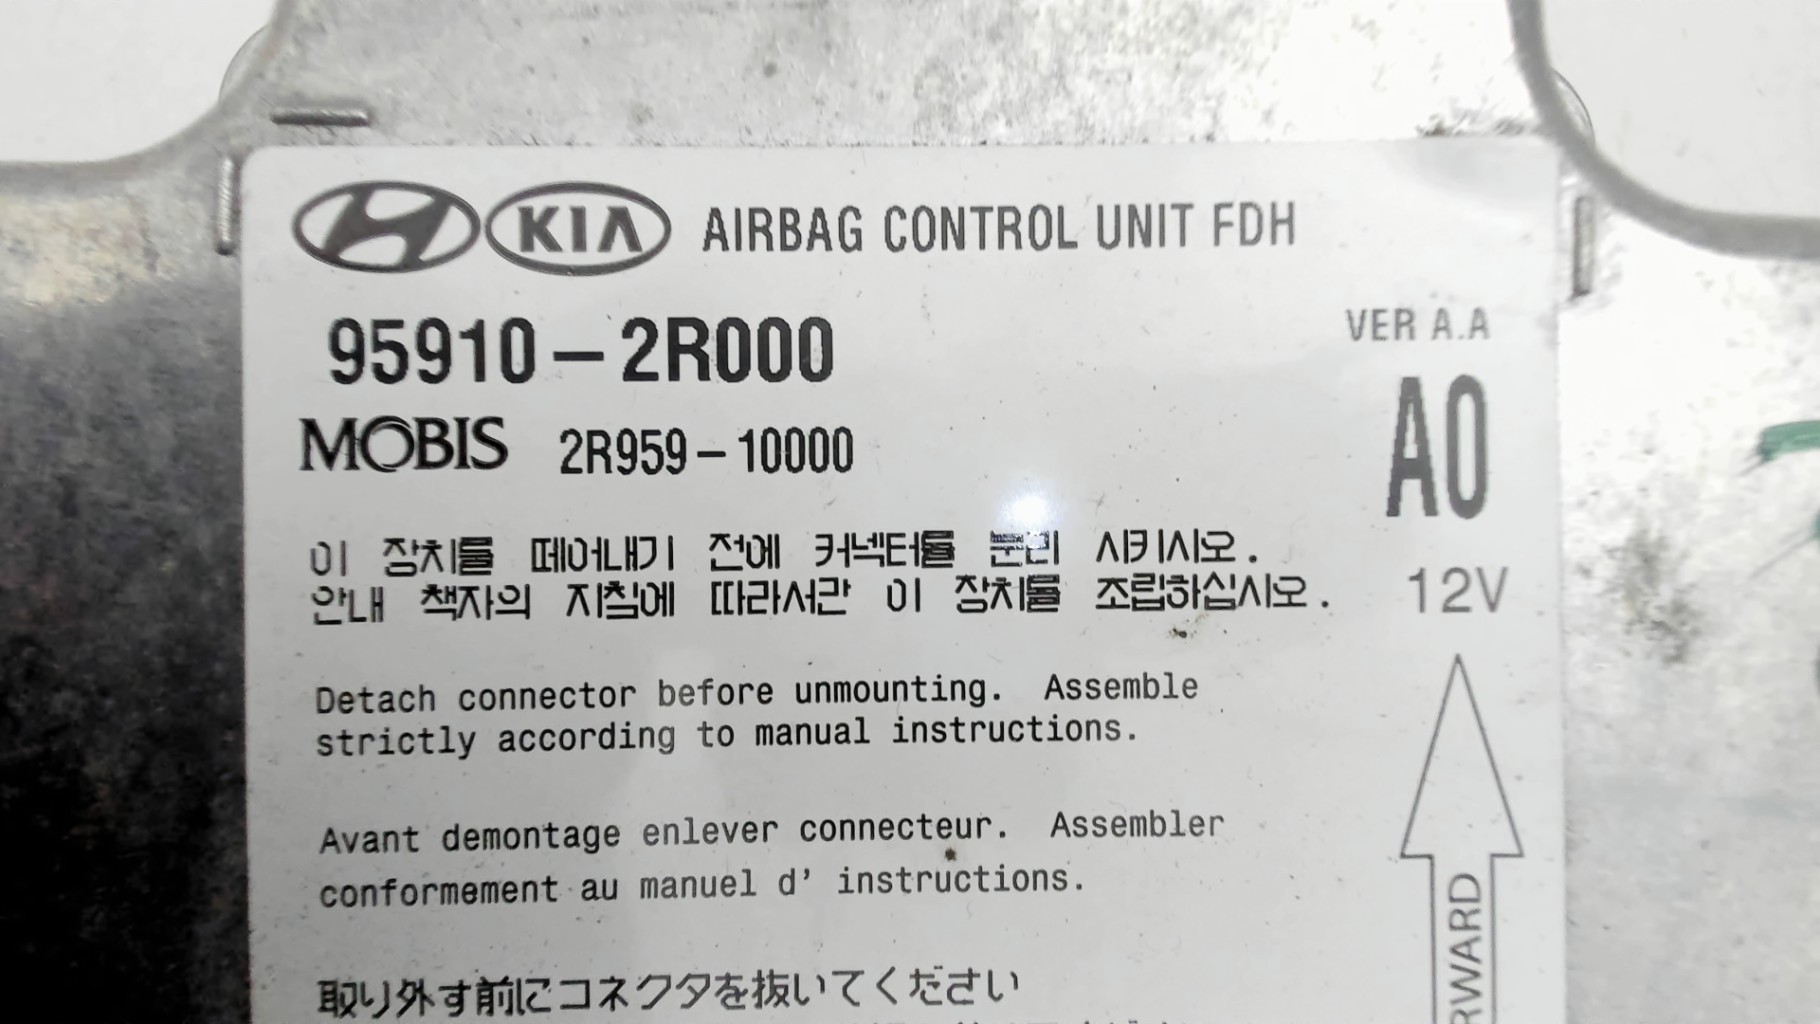 KIA AIRBAG CONTROL UNIT FDH
95910-2R000
VER A.A
MOBIS 2R959-10000
A0
이 장치를 떼어내기 전에 커넥터를 분리 시키시오.
안내 책자의 지침에 따라서만 이 장치를 조립하십시오.
12V
Detach connector before unmounting. Assemble
strictly according to manual instructions.
Avant demontage enlever connecteur. Assembler
conformement au manuel d' instructions.
RWARD
取り外す前にコネクタを抜いてください